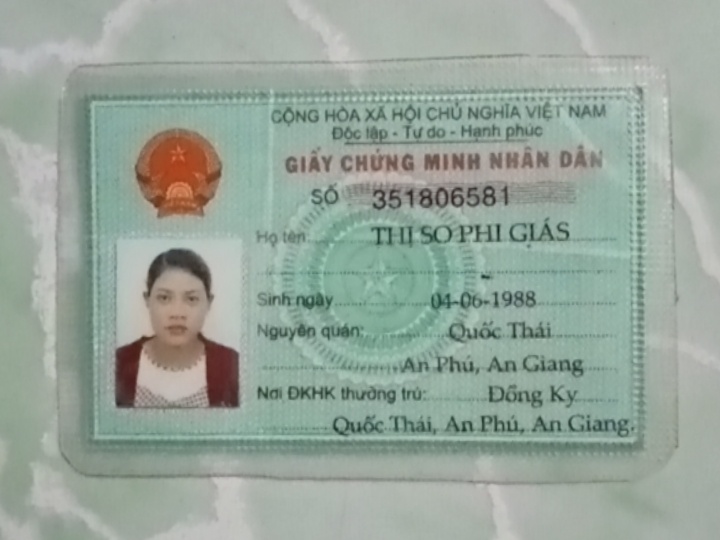 CỘNG HÒA XÃ HỘI CHỦ NGHĨA VIỆT NAM
Độc lập - Tự do - Hạnh phúc
GIẤY CHỨNG MINH NHÂN DÂN
SỐ 351806581
Họ tên THỊ SO PHI GIÁS
Sinh ngày 04-06-1988
Nguyên quán: Quốc Thái
An Phú, An Giang
Nơi ĐKHK thường trú: Đồng Ky
Quốc Thái, An Phú, An Giang.